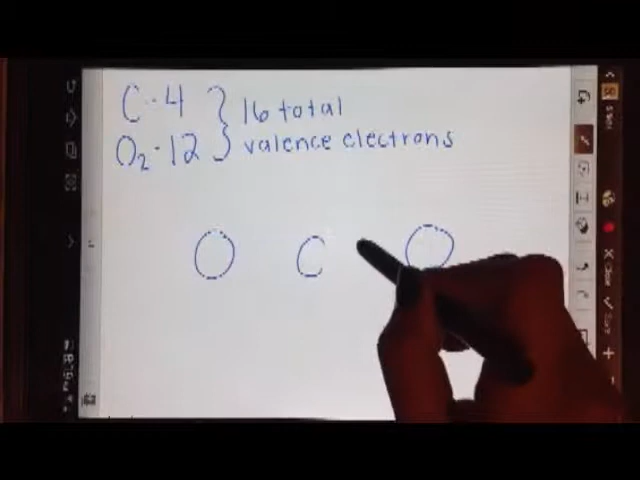 C - 4 } 16 total
O₂ - 12 valence electrons
O C O